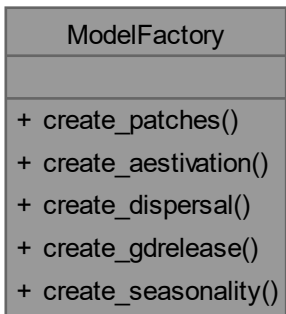 ModelFactory
+ create_patches()
+ create_aestivation()
+ create_dispersal()
+ create_gdrelease()
+ create_seasonality()